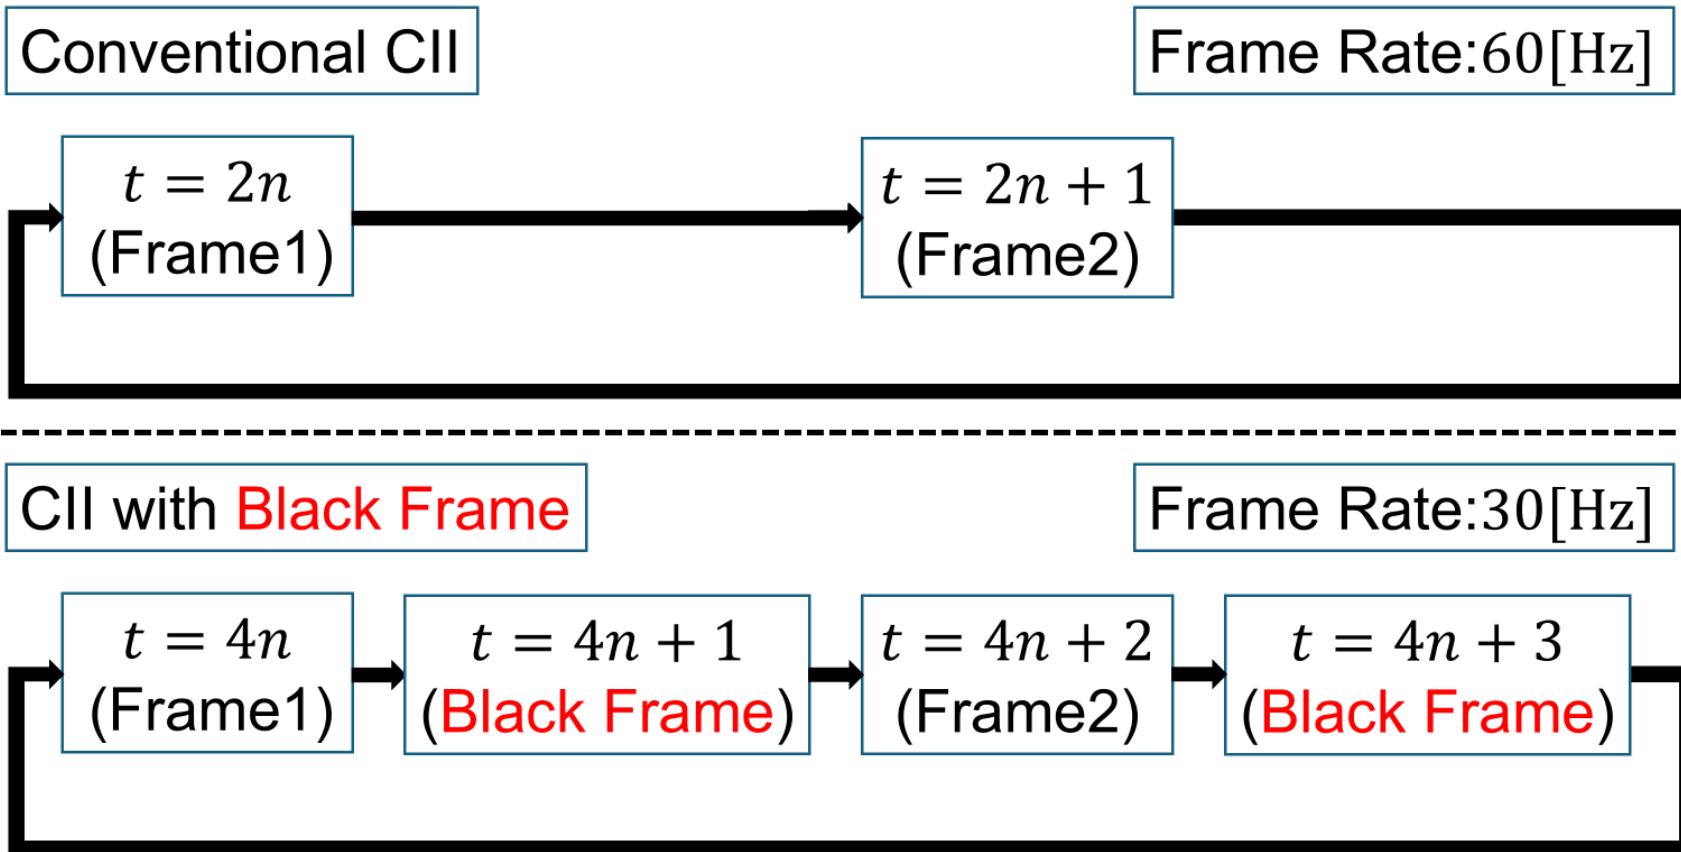 Conventional CII
Frame Rate:60[Hz]
t = 2n
(Frame1)
t = 2n + 1
(Frame2)
CII with Black Frame
Frame Rate:30[Hz]
t = 4n
(Frame1)
t = 4n + 1
(Black Frame)
t = 4n + 2
(Frame2)
t = 4n + 3
(Black Frame)